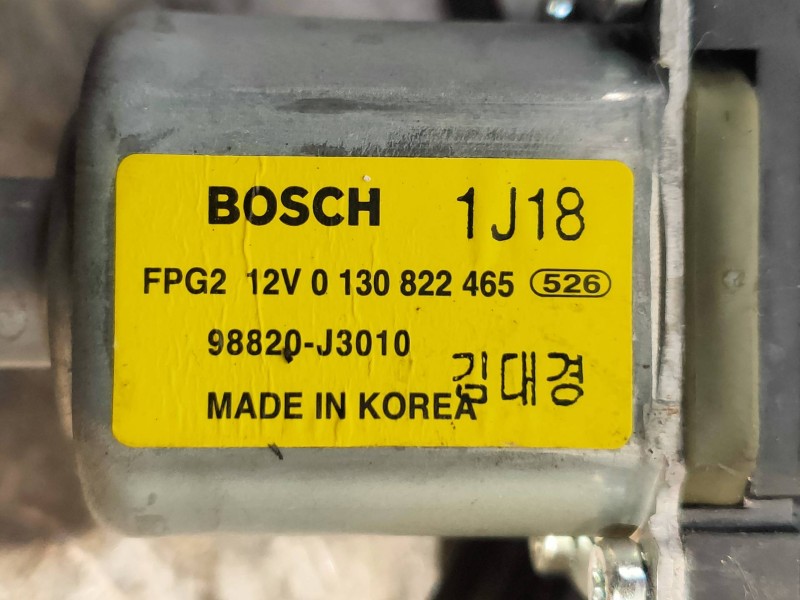 BOSCH 1J18
FPG2 12V 0 130 822 465 526
98820-J3010
김대경
MADE IN KOREA